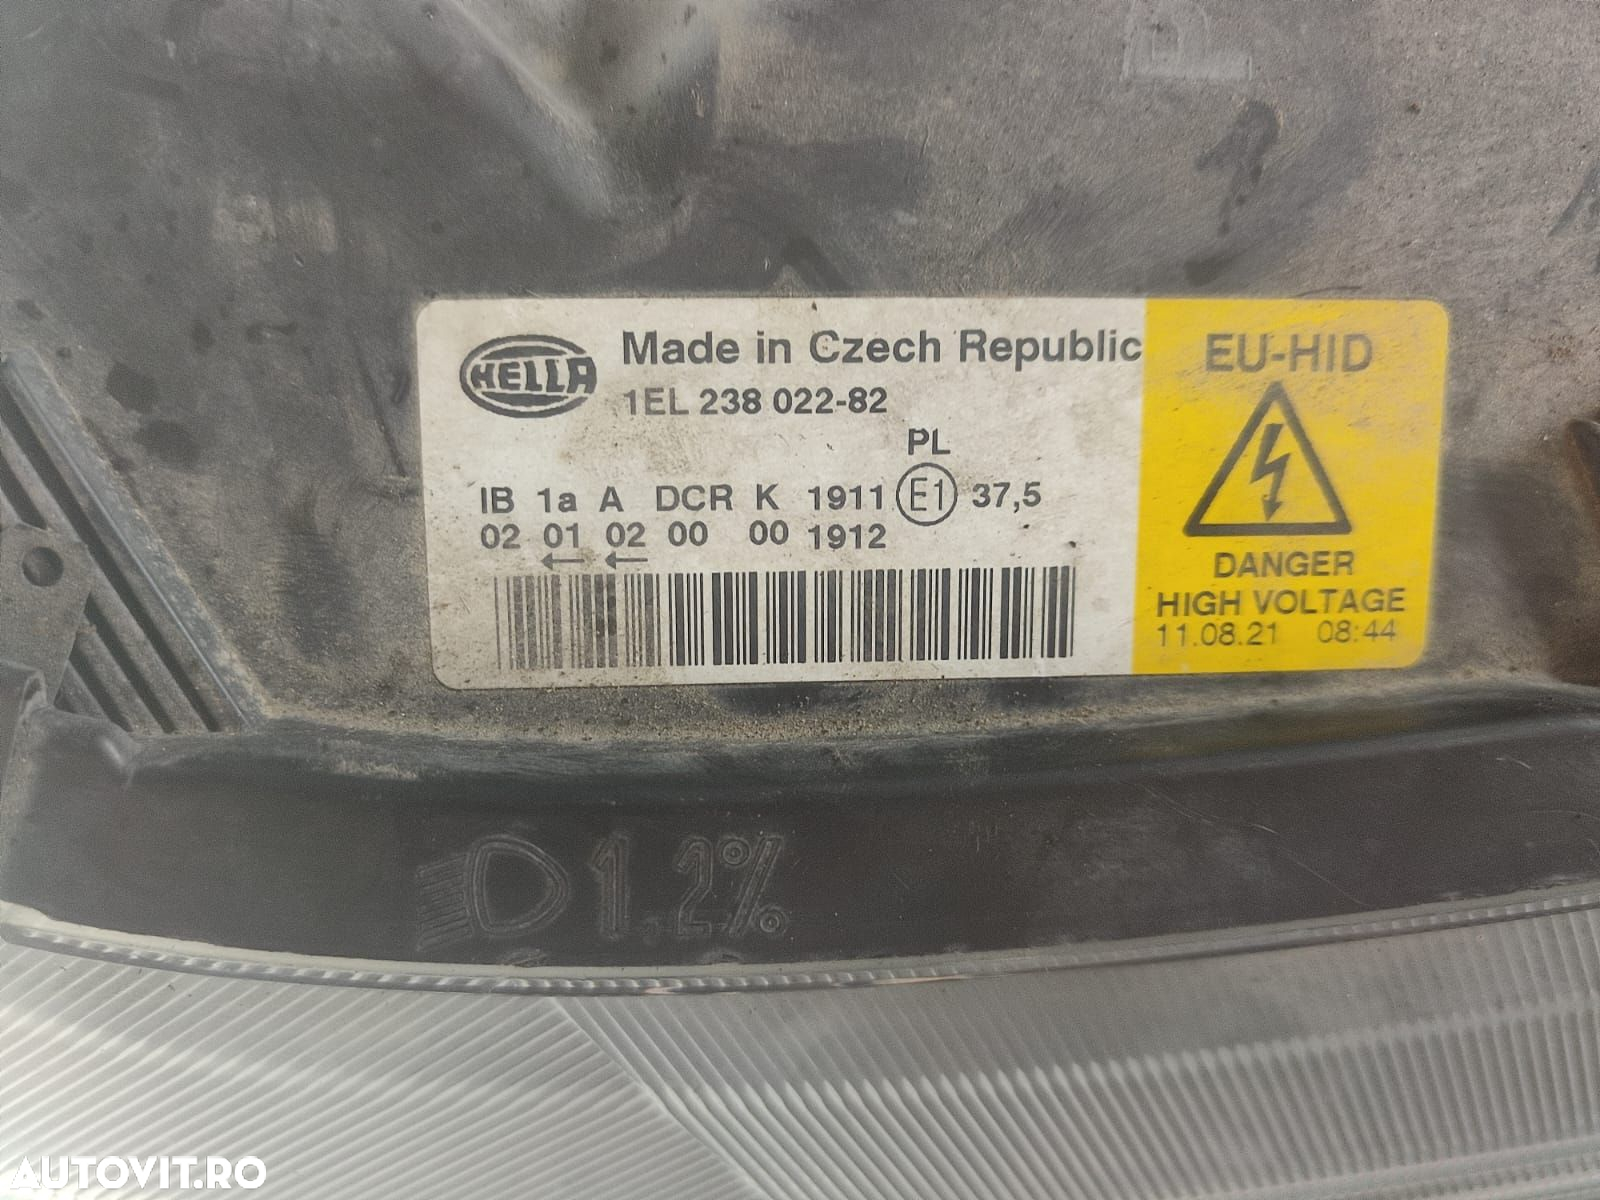 HELLA
Made in Czech Republic
1EL 238 022-82
PL
IB 1a A DCR K 1911 E1 37,5
02 01 02 00 00 1912
← ←
EU-HID
DANGER
HIGH VOLTAGE
11.08.21 08:44
1.2%
AUTOVIT.RO